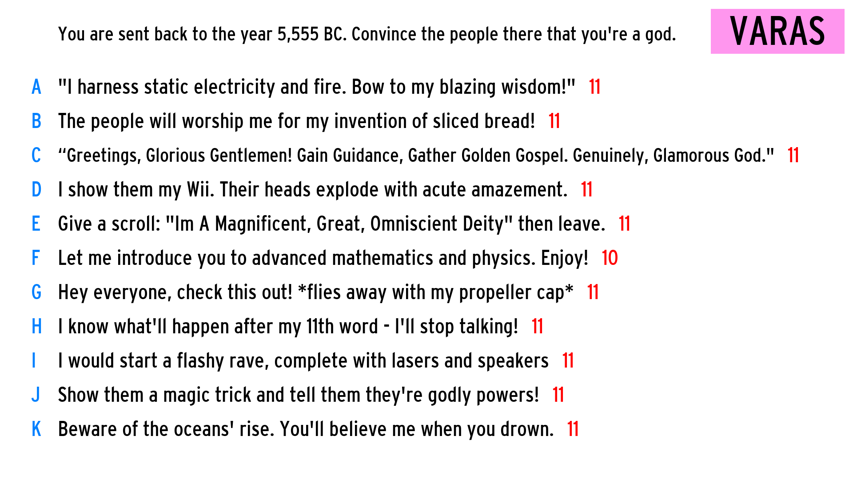 You are sent back to the year 5,555 BC. Convince the people there that you're a god.
VARAS
A "I harness static electricity and fire. Bow to my blazing wisdom!" 11
B The people will worship me for my invention of sliced bread! 11
C “Greetings, Glorious Gentlemen! Gain Guidance, Gather Golden Gospel. Genuinely, Glamorous God." 11
D I show them my Wii. Their heads explode with acute amazement. 11
E Give a scroll: "Im A Magnificent, Great, Omniscient Deity" then leave. 11
F Let me introduce you to advanced mathematics and physics. Enjoy! 10
G Hey everyone, check this out! *flies away with my propeller cap* 11
H I know what'll happen after my 11th word - I'll stop talking! 11
I I would start a flashy rave, complete with lasers and speakers 11
J Show them a magic trick and tell them they're godly powers! 11
K Beware of the oceans' rise. You'll believe me when you drown. 11